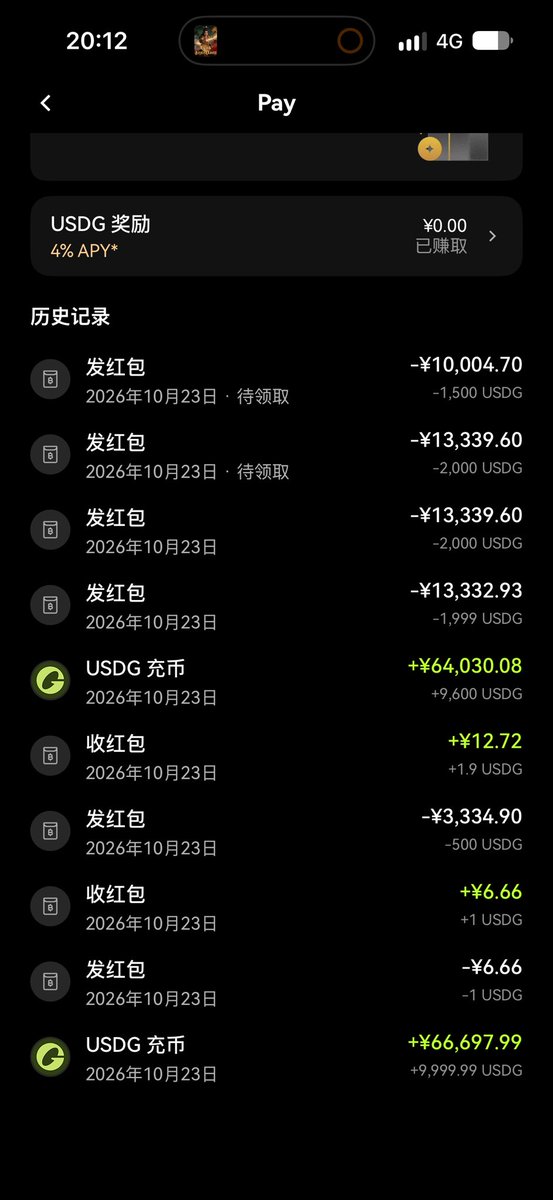 20:12
4G
Pay
USDG 奖励
¥0.00
4% APY*
已赚取
历史记录
发红包
-¥10,004.70
2026年10月23日 · 待领取
-1,500 USDG
发红包
-¥13,339.60
2026年10月23日 · 待领取
-2,000 USDG
发红包
-¥13,339.60
2026年10月23日
-2,000 USDG
发红包
-¥13,332.93
2026年10月23日
-1,999 USDG
USDG 充币
+¥64,030.08
2026年10月23日
+9,600 USDG
收红包
+¥12.72
2026年10月23日
+1.9 USDG
发红包
-¥3,334.90
2026年10月23日
-500 USDG
收红包
+¥6.66
2026年10月23日
+1 USDG
发红包
-¥6.66
2026年10月23日
-1 USDG
USDG 充币
+¥66,697.99
2026年10月23日
+9,999.99 USDG